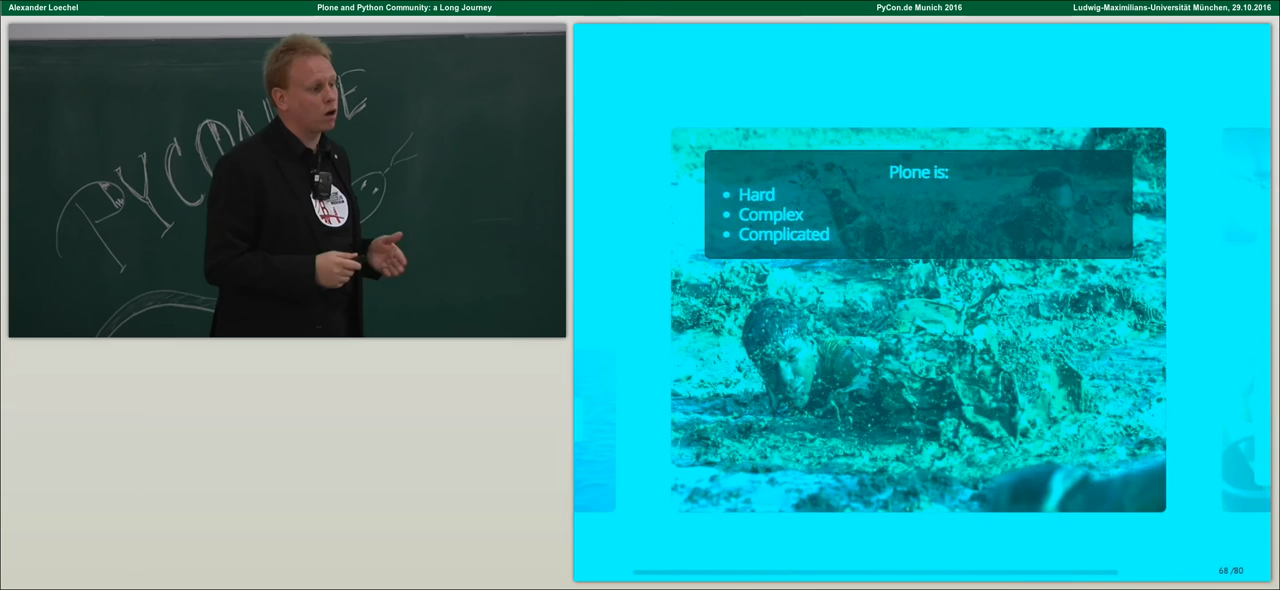 Alexander Loechel
Plone and Python Community: a Long Journey
PyCon.de Munich 2016
Ludwig-Maximilians-Universität München, 29.10.2016
Plone is:
• Hard
• Complex
• Complicated
68 /80